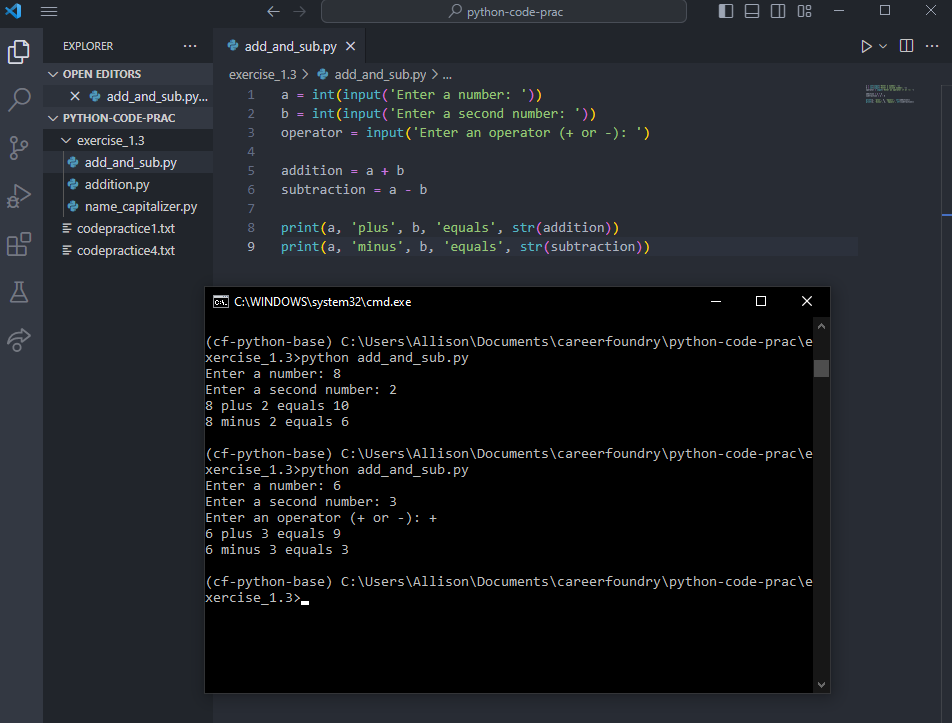 python-code-prac
EXPLORER
OPEN EDITORS
add_and_sub.py...
PYTHON-CODE-PRAC
exercise_1.3
add_and_sub.py
addition.py
name_capitalizer.py
codepractice1.txt
codepractice4.txt
add_and_sub.py
exercise_1.3 > add_and_sub.py > ...
1 a = int(input('Enter a number: '))
2 b = int(input('Enter a second number: '))
3 operator = input('Enter an operator (+ or -): ')
4
5 addition = a + b
6 subtraction = a - b
7
8 print(a, 'plus', b, 'equals', str(addition))
9 print(a, 'minus', b, 'equals', str(subtraction))
C:\WINDOWS\system32\cmd.exe
(cf-python-base) C:\Users\Allison\Documents\careerfoundry\python-code-prac\e
xercise_1.3>python add_and_sub.py
Enter a number: 8
Enter a second number: 2
8 plus 2 equals 10
8 minus 2 equals 6
(cf-python-base) C:\Users\Allison\Documents\careerfoundry\python-code-prac\e
xercise_1.3>python add_and_sub.py
Enter a number: 6
Enter a second number: 3
Enter an operator (+ or -): +
6 plus 3 equals 9
6 minus 3 equals 3
(cf-python-base) C:\Users\Allison\Documents\careerfoundry\python-code-prac\e
xercise_1.3>